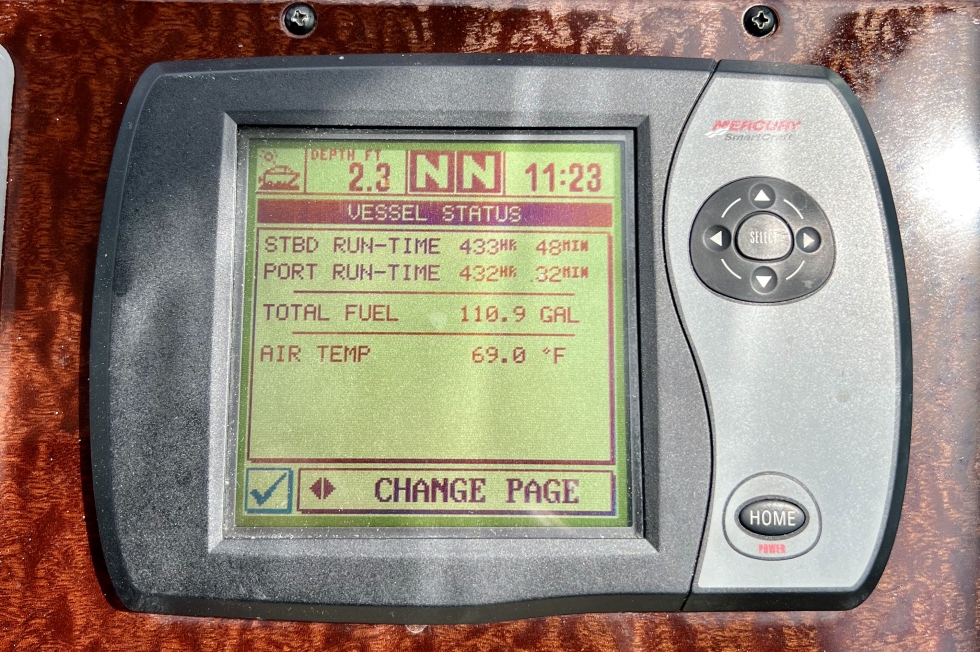 MERCURY
SmartCraft
DEPTH FT
2.3
NN
11:23
VESSEL STATUS
STBD RUN-TIME 433HR 48MIN
PORT RUN-TIME 432HR 32MIN
TOTAL FUEL 110.9 GAL
AIR TEMP 69.0 °F
CHANGE PAGE
SELECT
HOME
POWER